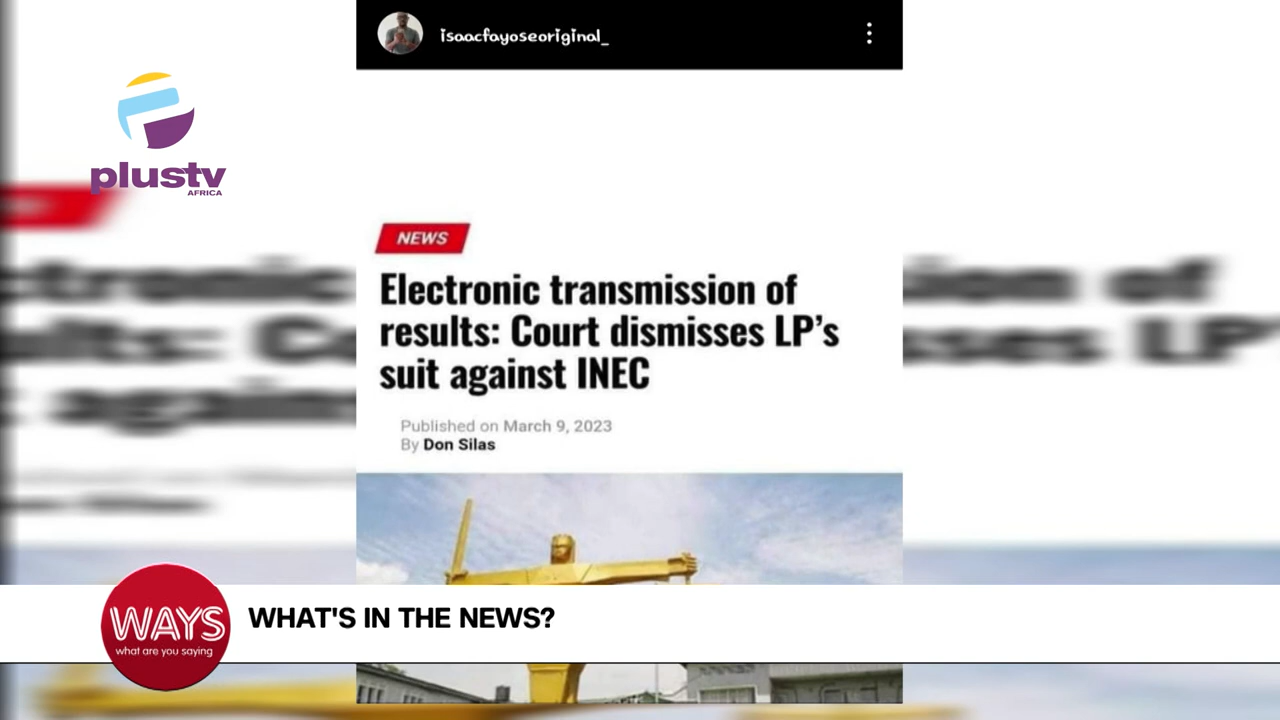 isaacfayoseoriginal_
plustv
AFRICA
NEWS
Electronic transmission of
results: Court dismisses LP's
suit against INEC
Published on March 9, 2023
By Don Silas
WAYS
what are you saying
WHAT'S IN THE NEWS?